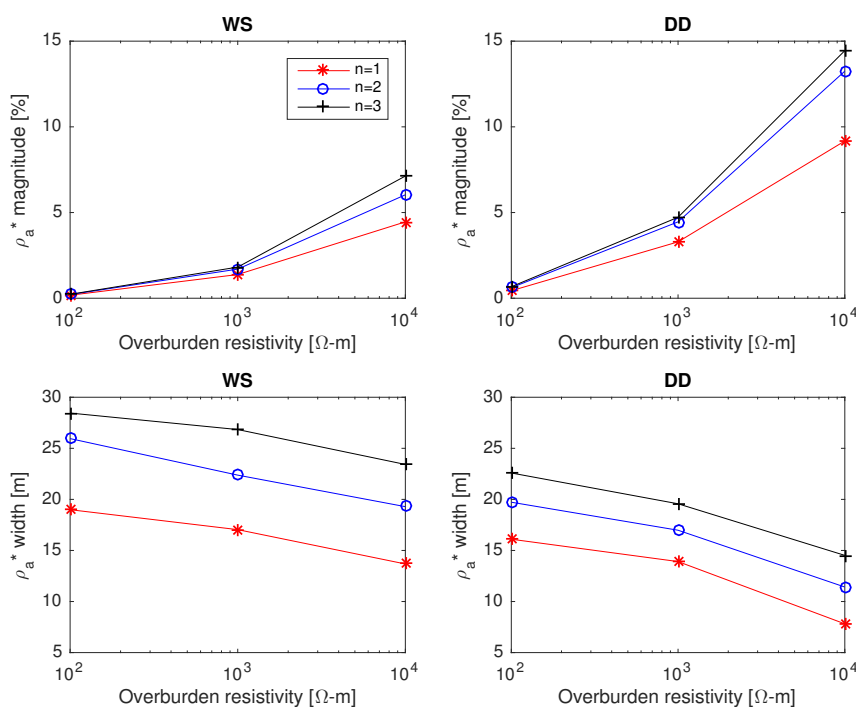 WS
DD
15
10
5
0
ρa* magnitude [%]
n=1
n=2
n=3
10² 10³ 10⁴
Overburden resistivity [Ω-m]
15
10
5
0
ρa* magnitude [%]
10² 10³ 10⁴
Overburden resistivity [Ω-m]
WS
DD
30
25
20
15
10
5
ρa* width [m]
10² 10³ 10⁴
Overburden resistivity [Ω-m]
30
25
20
15
10
5
ρa* width [m]
10² 10³ 10⁴
Overburden resistivity [Ω-m]